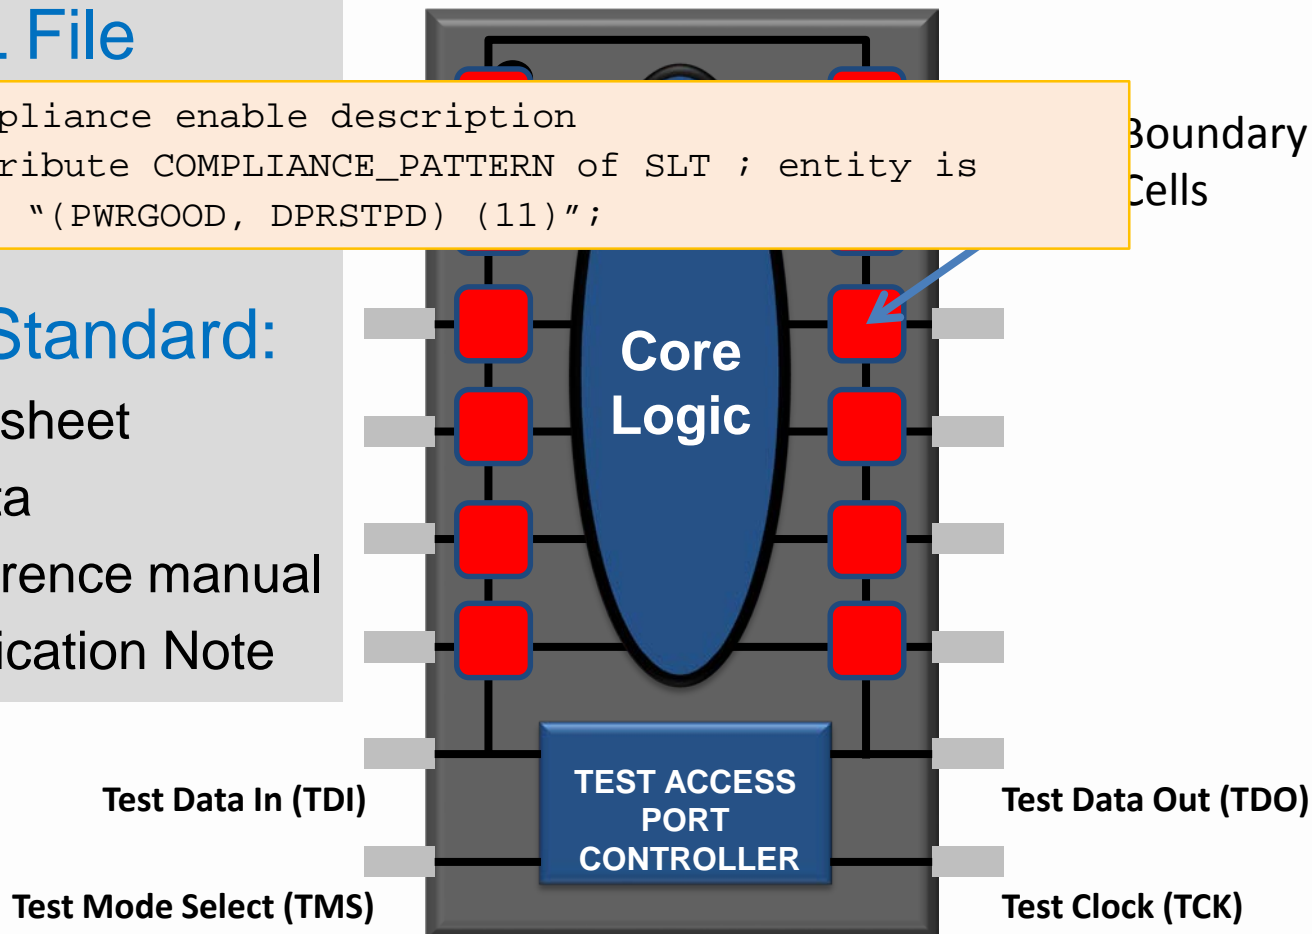 File
pliance enable description
ribute COMPLIANCE_PATTERN of SLT ; entity is
“(PWRGOOD, DPRSTPD) (11)”;
Boundary
Cells
Standard:
sheet
ta
rence manual
ication Note
Core
Logic
TEST ACCESS
PORT
CONTROLLER
Test Data In (TDI)
Test Data Out (TDO)
Test Mode Select (TMS)
Test Clock (TCK)